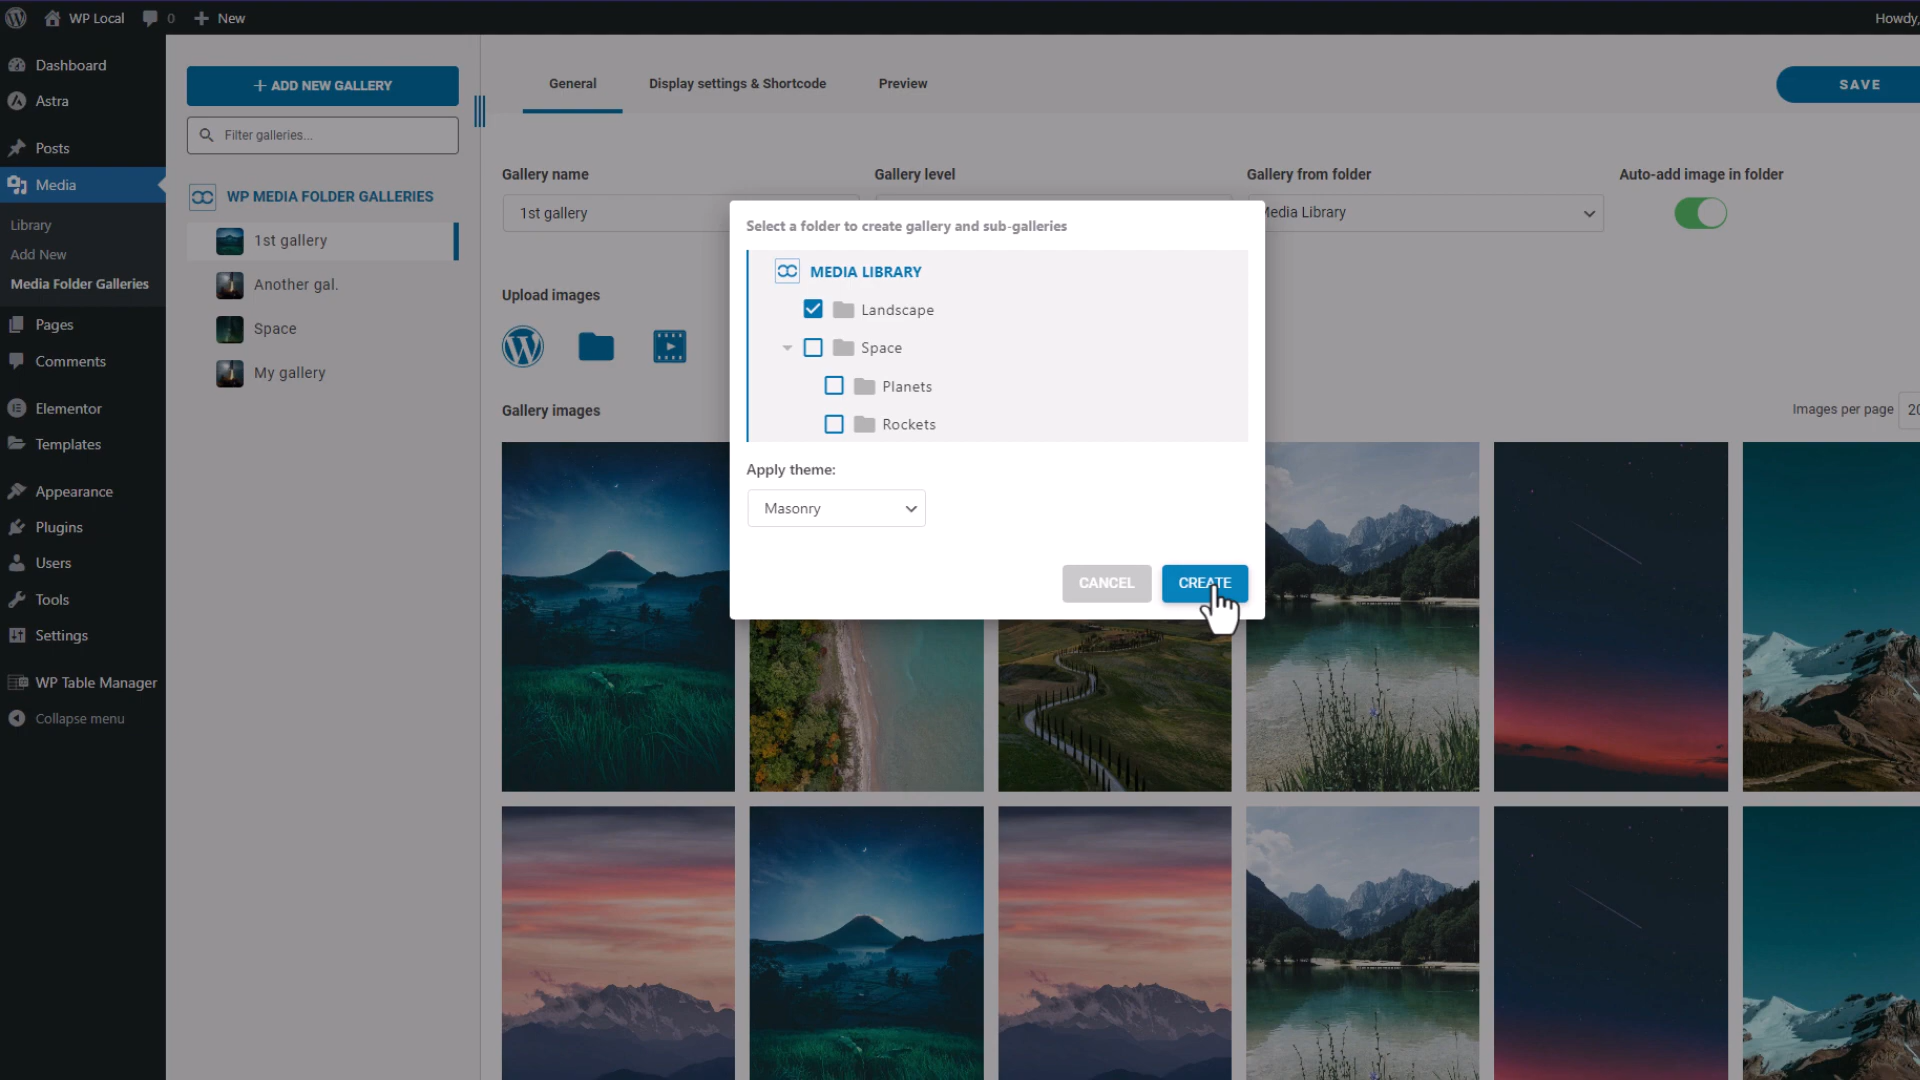 WP Local
0
New
Howdy,
Dashboard
Astra
Posts
Media
Library
Add New
Media Folder Galleries
Pages
Comments
Elementor
Templates
Appearance
Plugins
Users
Tools
Settings
WP Table Manager
Collapse menu
ADD NEW GALLERY
Filter galleries...
WP MEDIA FOLDER GALLERIES
1st gallery
Another gal.
Space
My gallery
General
Display settings & Shortcode
Preview
SAVE
Gallery name
Gallery level
Gallery from folder
Auto-add image in folder
1st gallery
Media Library
Upload images
Gallery images
Images per page
20
Select a folder to create gallery and sub-galleries
MEDIA LIBRARY
Landscape
Space
Planets
Rockets
Apply theme:
Masonry
CANCEL
CREATE